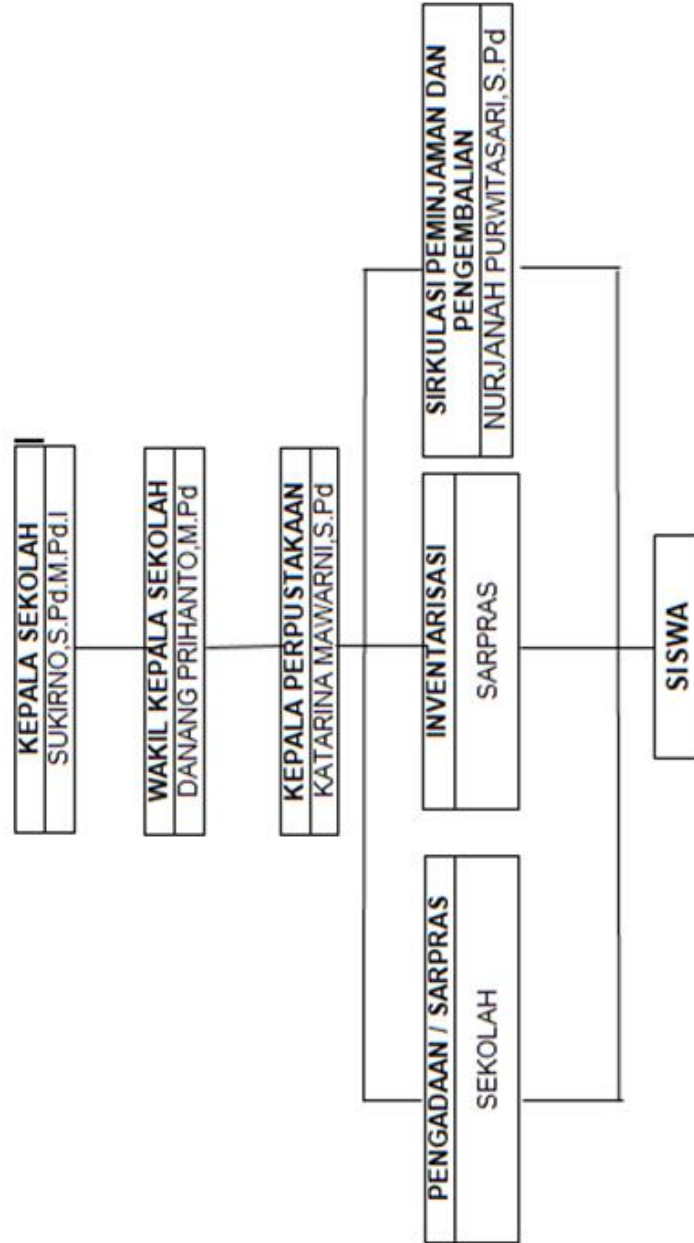 KEPALA SEKOLAH
SUKIRNO,S.Pd.M.Pd.I
WAKIL KEPALA SEKOLAH
DANANG PRIHANTO,M.Pd
KEPALA PERPUSTAKAAN
KATARINA MAWARNI,S.Pd
PENGADAAN / SARPRAS
SEKOLAH
INVENTARISASI
SARPRAS
SIRKULASI PEMINJAMAN DAN
PENGEMBALIAN
NURJANAH PURWITASARI,S.Pd
SISWA